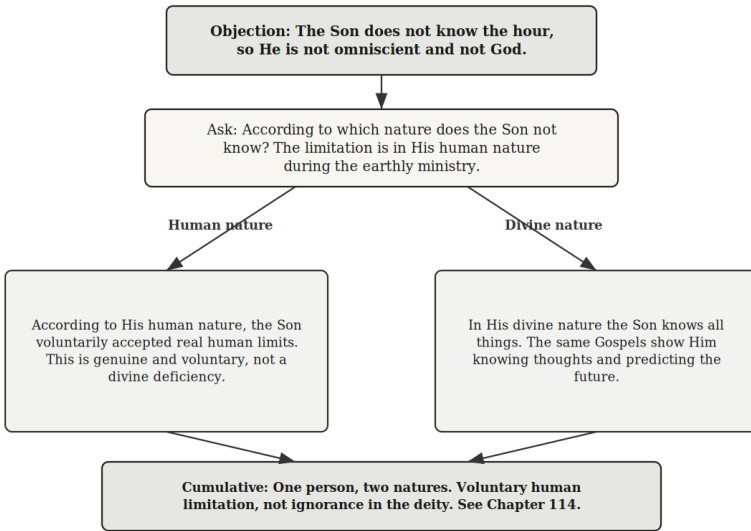 Objection: The Son does not know the hour,
so He is not omniscient and not God.
Ask: According to which nature does the Son not
know? The limitation is in His human nature
during the earthly ministry.
Human nature
Divine nature
According to His human nature, the Son
voluntarily accepted real human limits.
This is genuine and voluntary, not a
divine deficiency.
In His divine nature the Son knows all
things. The same Gospels show Him
knowing thoughts and predicting the
future.
Cumulative: One person, two natures. Voluntary human
limitation, not ignorance in the deity. See Chapter 114.